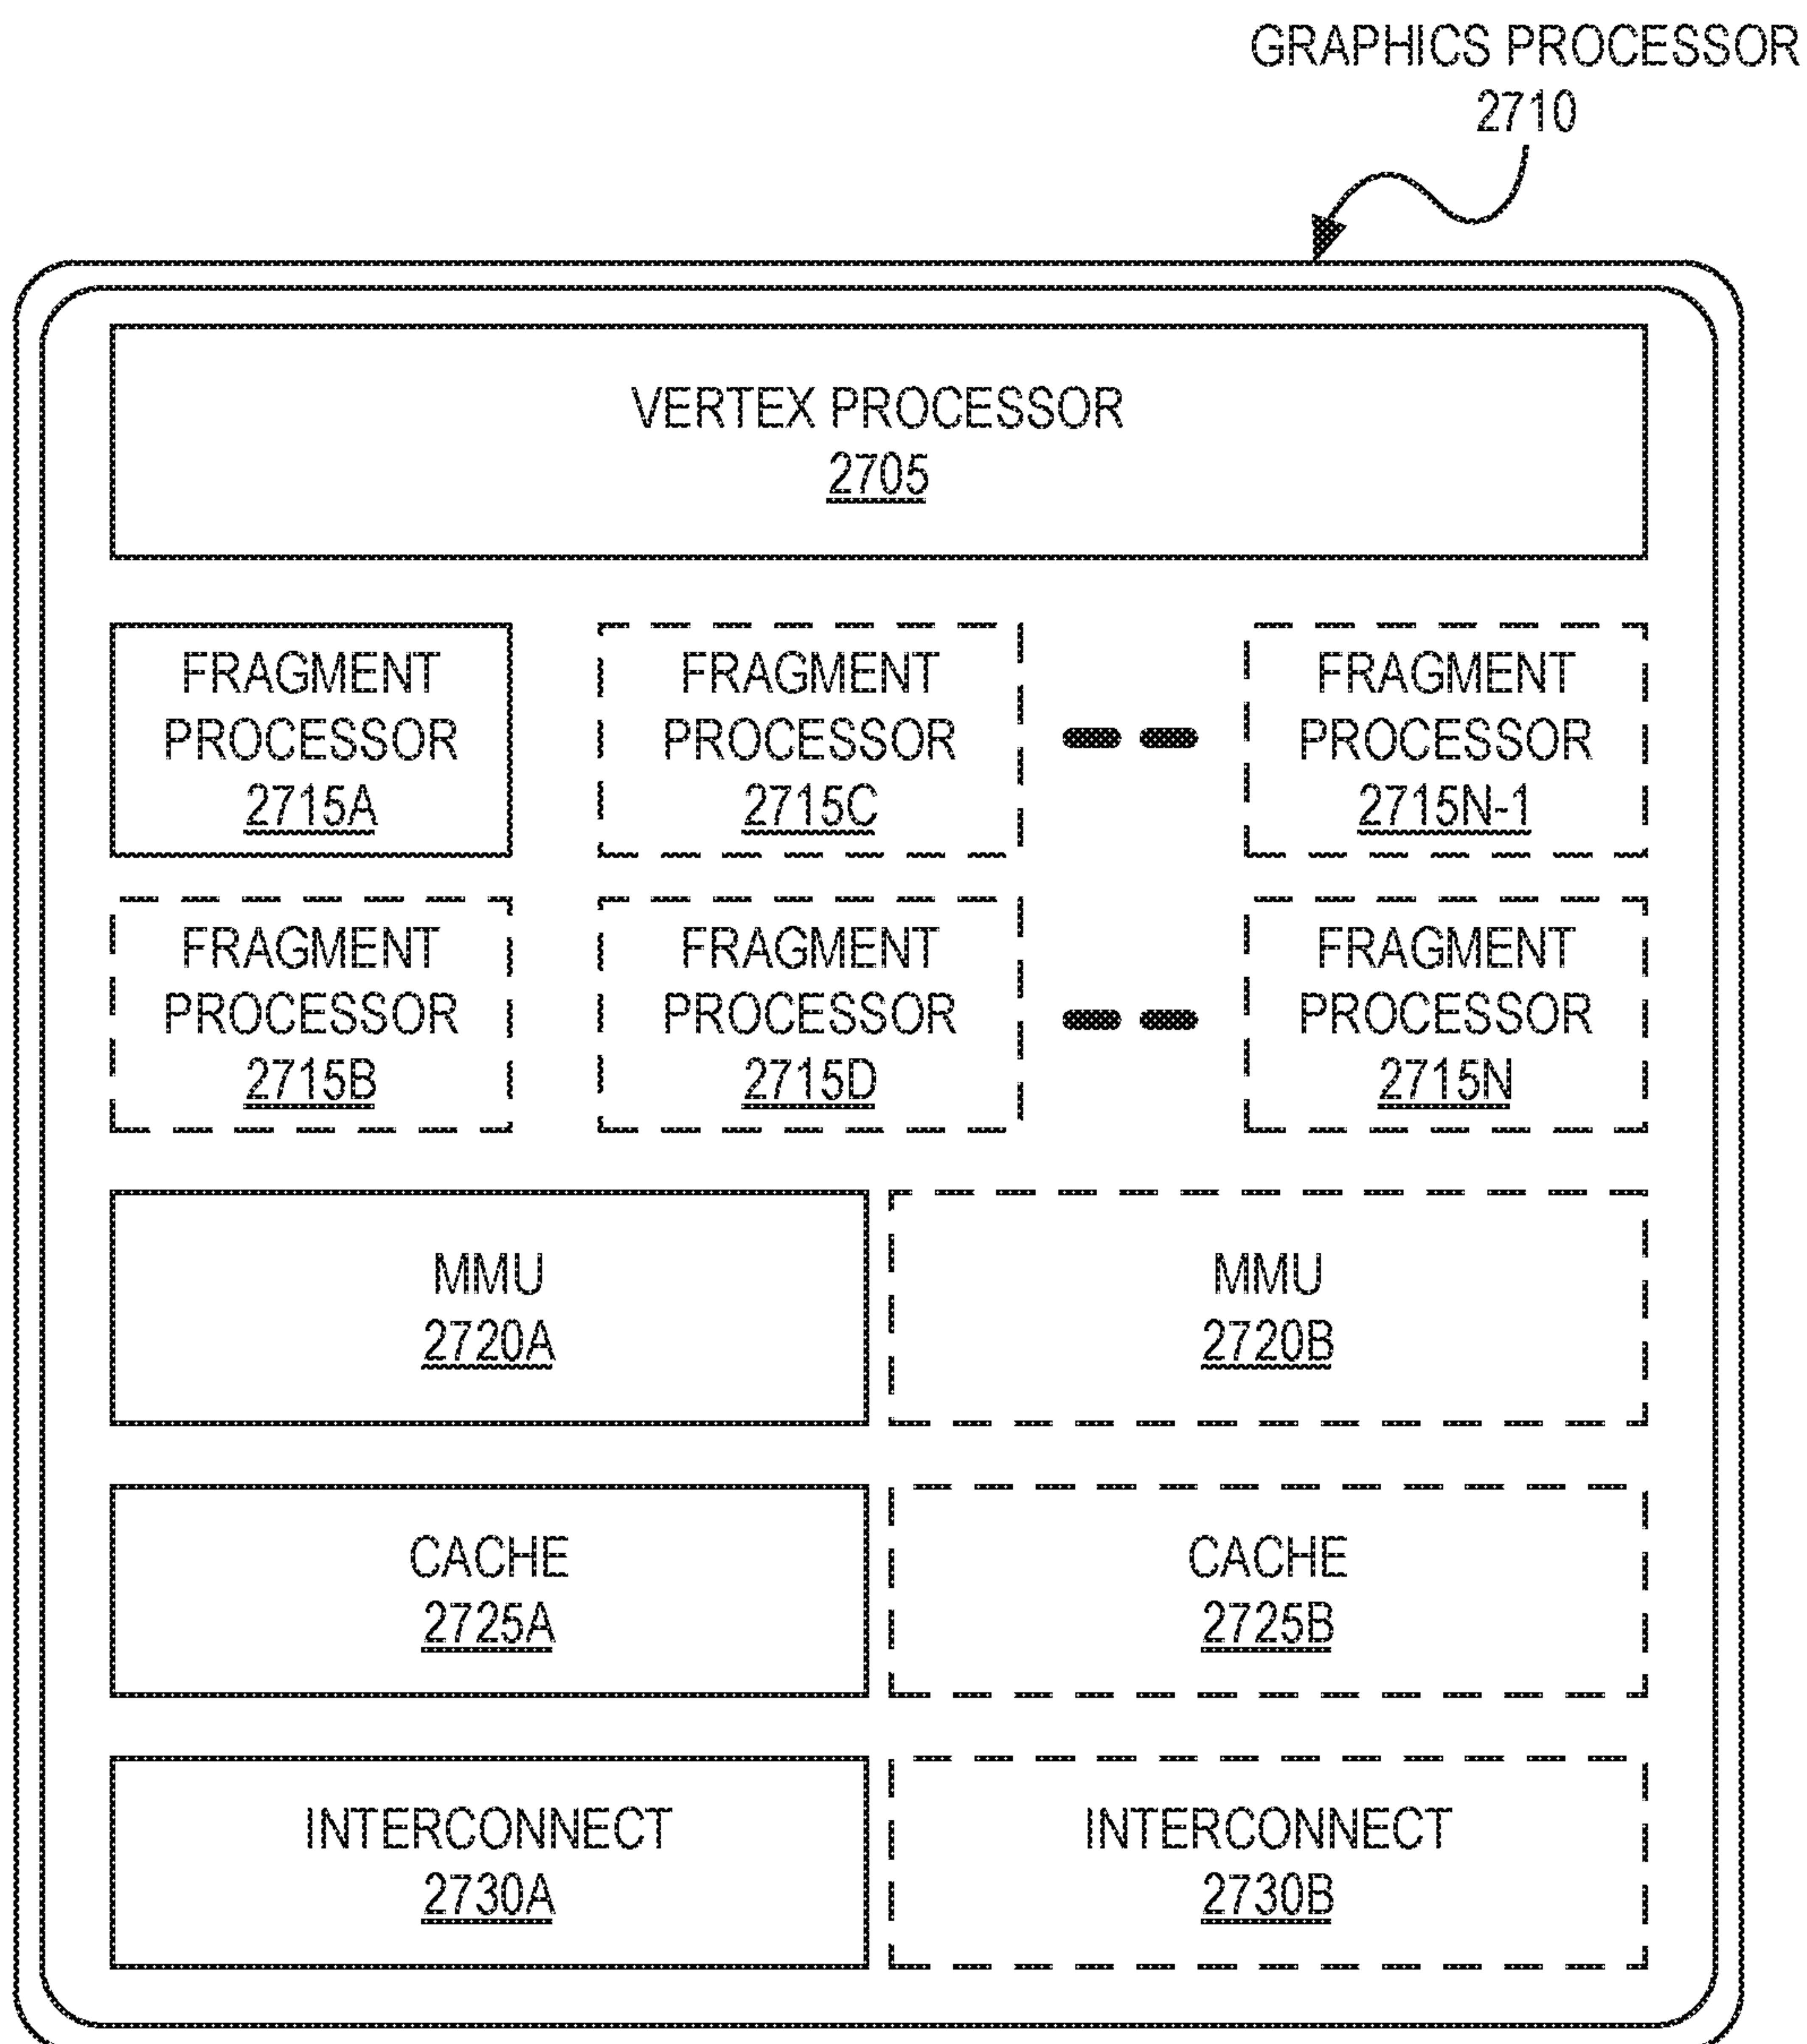 GRAPHICS PROCESSOR
2710
VERTEX PROCESSOR
2705
FRAGMENT
PROCESSOR
2715A
FRAGMENT
PROCESSOR
2715C
FRAGMENT
PROCESSOR
2715N-1
FRAGMENT
PROCESSOR
2715B
FRAGMENT
PROCESSOR
2715D
FRAGMENT
PROCESSOR
2715N
MMU
2720A
MMU
2720B
CACHE
2725A
CACHE
2725B
INTERCONNECT
2730A
INTERCONNECT
2730B